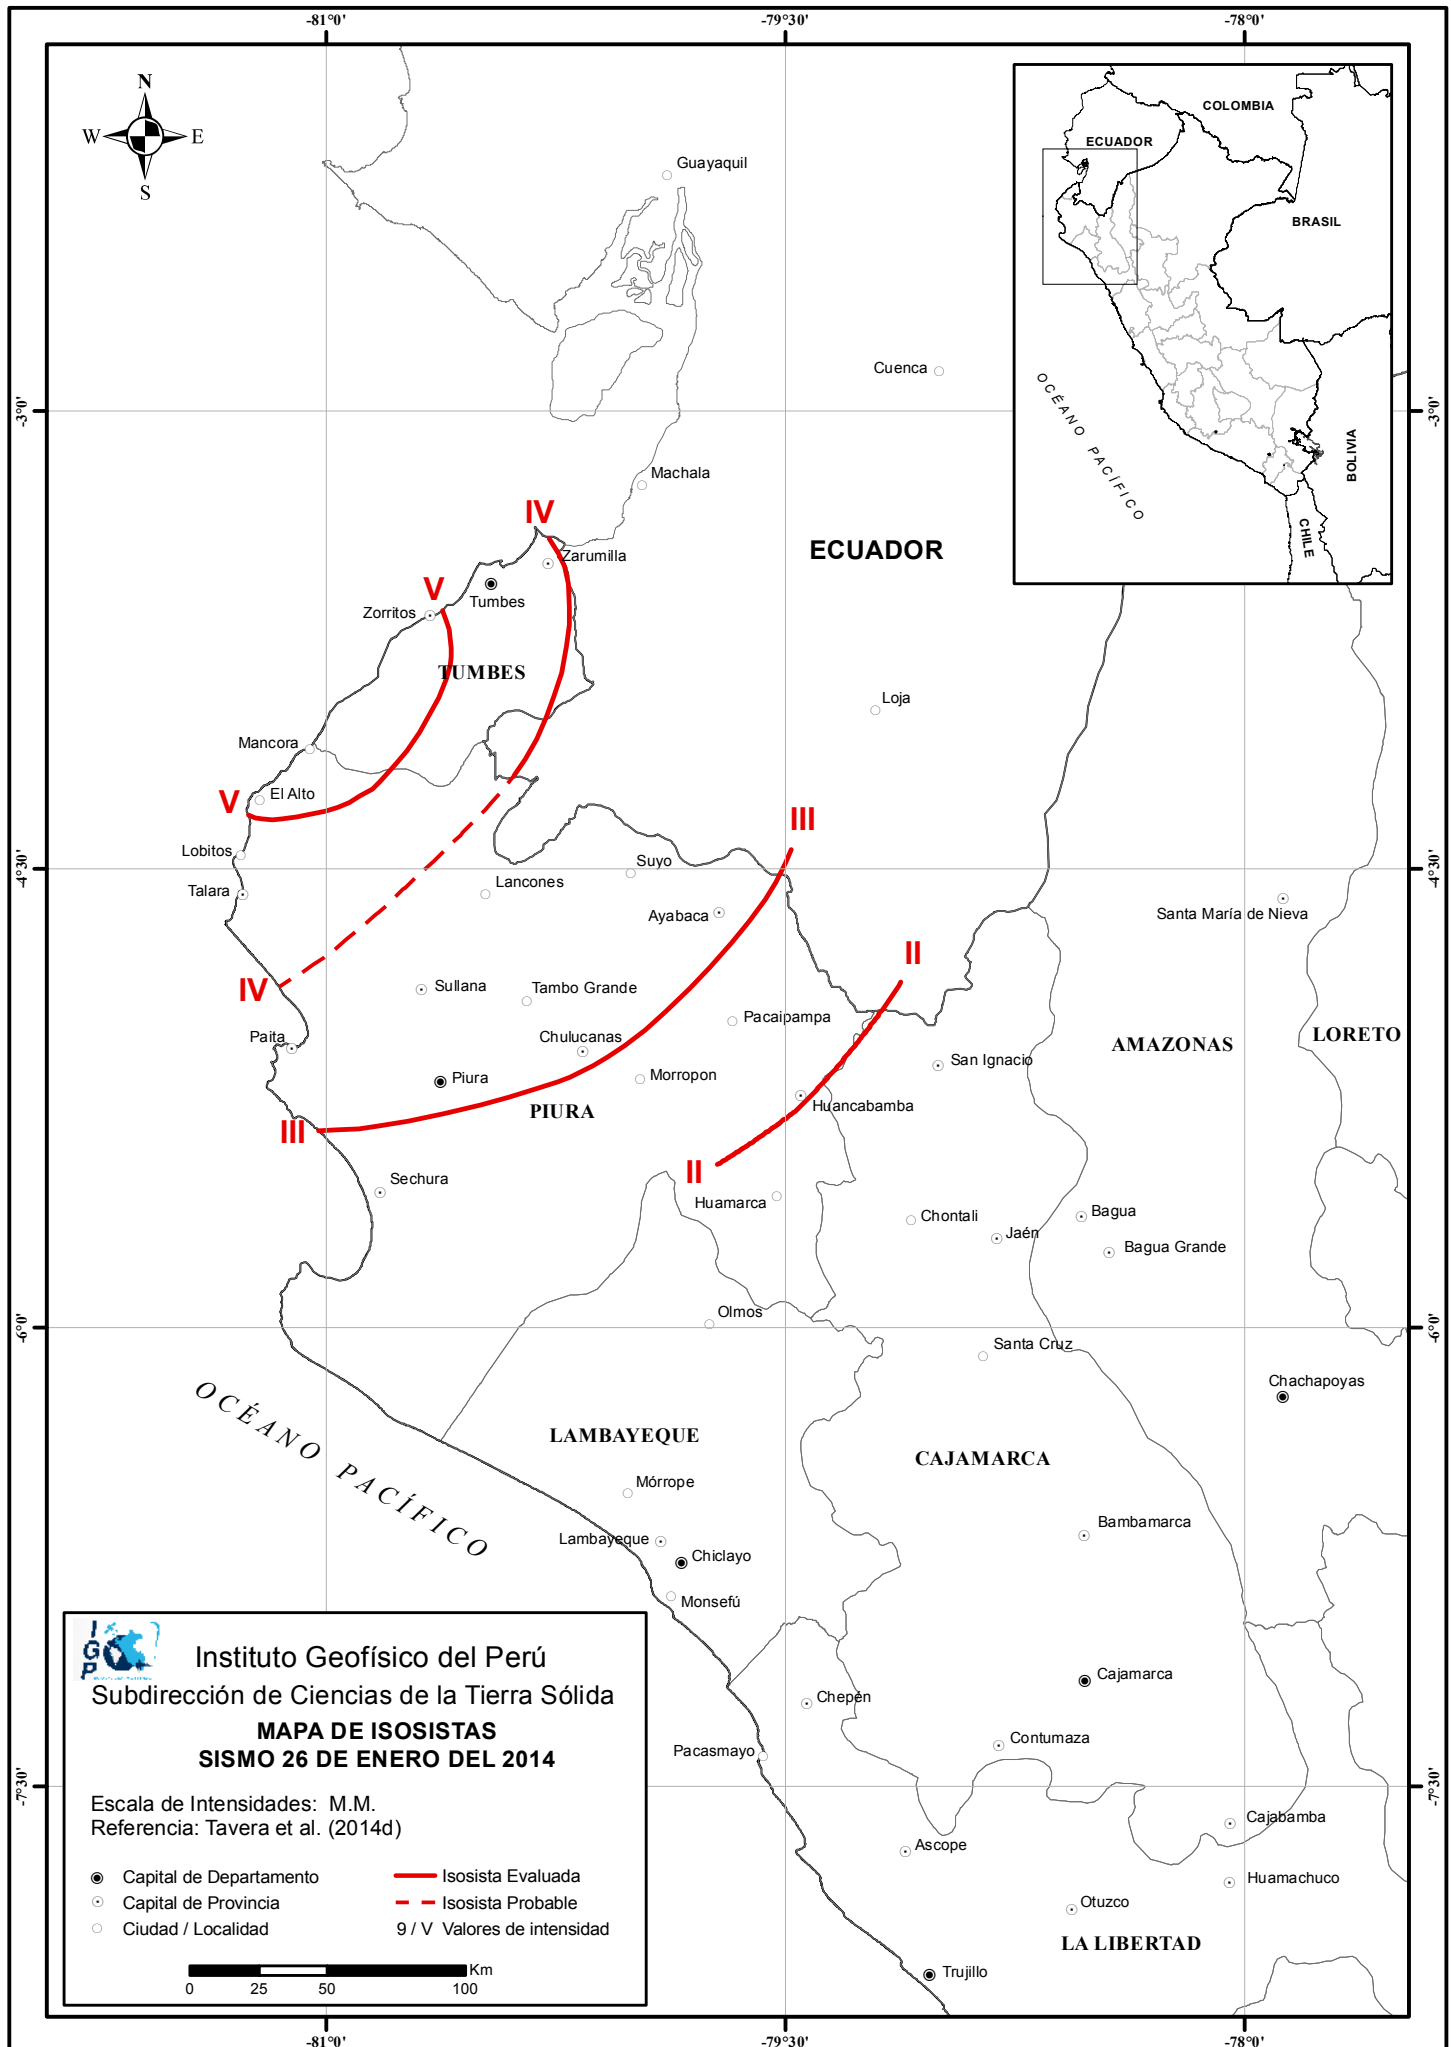 -81°0'
-79°30'
-78°0'
N
W
E
S
COLOMBIA
ECUADOR
BRASIL
OCÉANO PACÍFICO
BOLIVIA
CHILE
Guayaquil
Cuenca
-3°0'
-3°0'
Machala
IV
ECUADOR
Zarumilla
V
Tumbes
Zorritos
TUMBES
Loja
Mancora
El Alto
V
III
Lobitos
Suyo
-4°30'
-4°30'
Talara
Lancones
Ayabaca
Santa María de Nieva
II
IV
Sullana
Tambo Grande
Pacaipampa
Paita
Chulucanas
AMAZONAS
LORETO
San Ignacio
Piura
Morropon
PIURA
Huancabamba
III
II
Sechura
Huamarca
Chontali
Bagua
Jaén
Bagua Grande
Olmos
-6°0'
-6°0'
Santa Cruz
Chachapoyas
OCÉANO PACÍFICO
LAMBAYEQUE
CAJAMARCA
Mórrope
Bambamarca
Lambayeque
Chiclayo
Monsefú
IGP
Instituto Geofísico del Perú
Subdirección de Ciencias de la Tierra Sólida
MAPA DE ISOSISTAS
SISMO 26 DE ENERO DEL 2014
Cajamarca
Chepén
Contumaza
Pacasmayo
-7°30'
-7°30'
Escala de Intensidades: M.M.
Referencia: Tavera et al. (2014d)
Cajabamba
Ascope
Capital de Departamento
Isosista Evaluada
Huamachuco
Capital de Provincia
Isosista Probable
Otuzco
Ciudad / Localidad
9 / V Valores de intensidad
LA LIBERTAD
Km
Trujillo
0 25 50 100
-81°0'
-79°30'
-78°0'